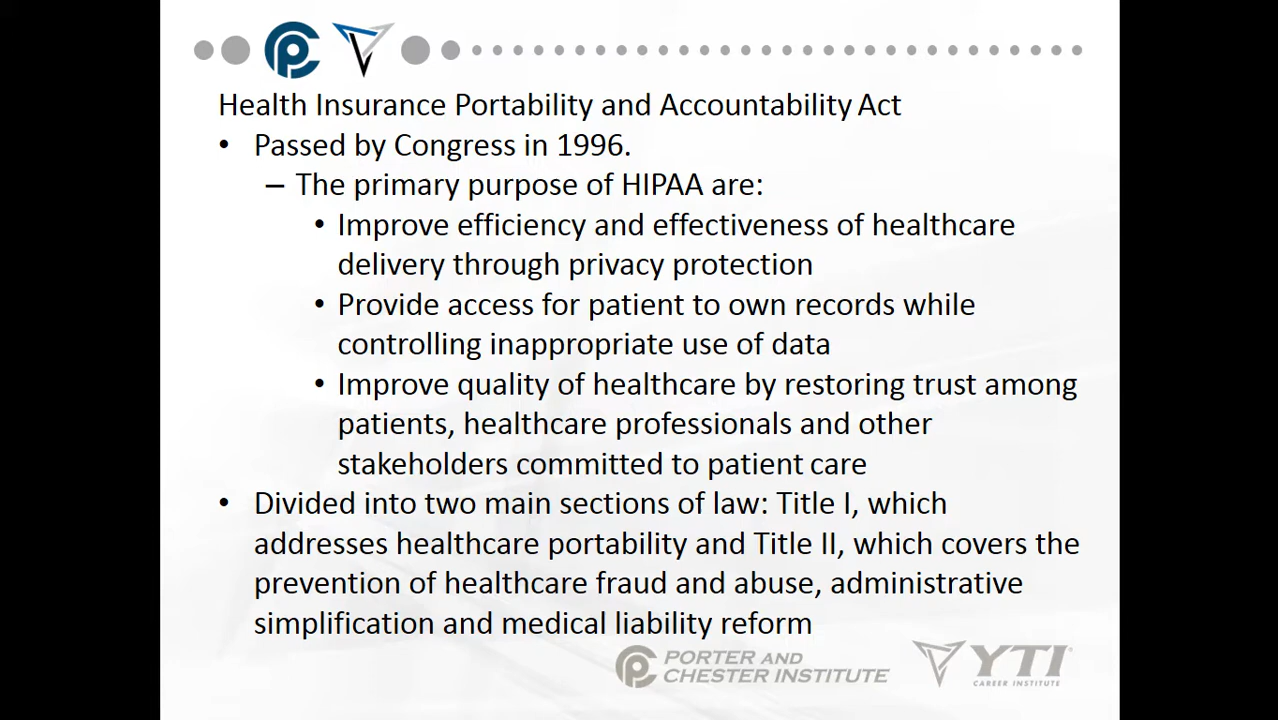 Health Insurance Portability and Accountability Act
• Passed by Congress in 1996.
– The primary purpose of HIPAA are:
• Improve efficiency and effectiveness of healthcare
delivery through privacy protection
• Provide access for patient to own records while
controlling inappropriate use of data
• Improve quality of healthcare by restoring trust among
patients, healthcare professionals and other
stakeholders committed to patient care
• Divided into two main sections of law: Title I, which
addresses healthcare portability and Title II, which covers the
prevention of healthcare fraud and abuse, administrative
simplification and medical liability reform
PORTER AND
CHESTER INSTITUTE
YTI
CAREER INSTITUTE